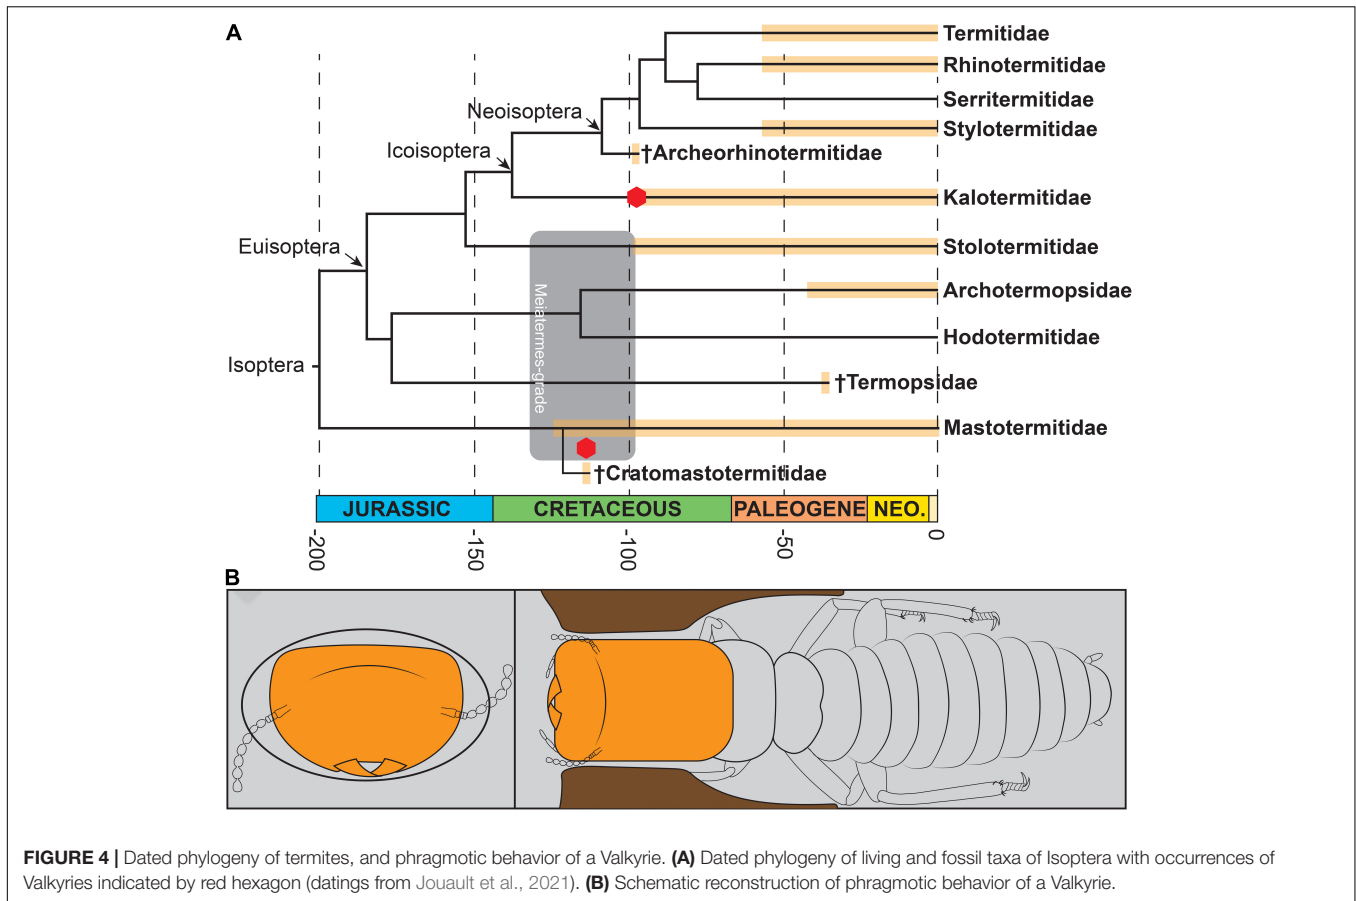 A
Termitidae
Rhinotermitidae
Serritermitidae
Neoisoptera
Stylotermitidae
Icoisoptera
†Archeorhinotermitidae
Kalotermitidae
Euisoptera
Stolotermitidae
Meiatermes-grade
Archotermopsidae
Hodotermitidae
Isoptera
†Termopsidae
Mastotermitidae
†Cratomastotermitidae
JURASSIC CRETACEOUS PALEOGENE NEO.
-200 -150 -100 -50 0
B
FIGURE 4 | Dated phylogeny of termites, and phragmotic behavior of a Valkyrie. (A) Dated phylogeny of living and fossil taxa of Isoptera with occurrences of
Valkyries indicated by red hexagon (datings from Jouault et al., 2021). (B) Schematic reconstruction of phragmotic behavior of a Valkyrie.